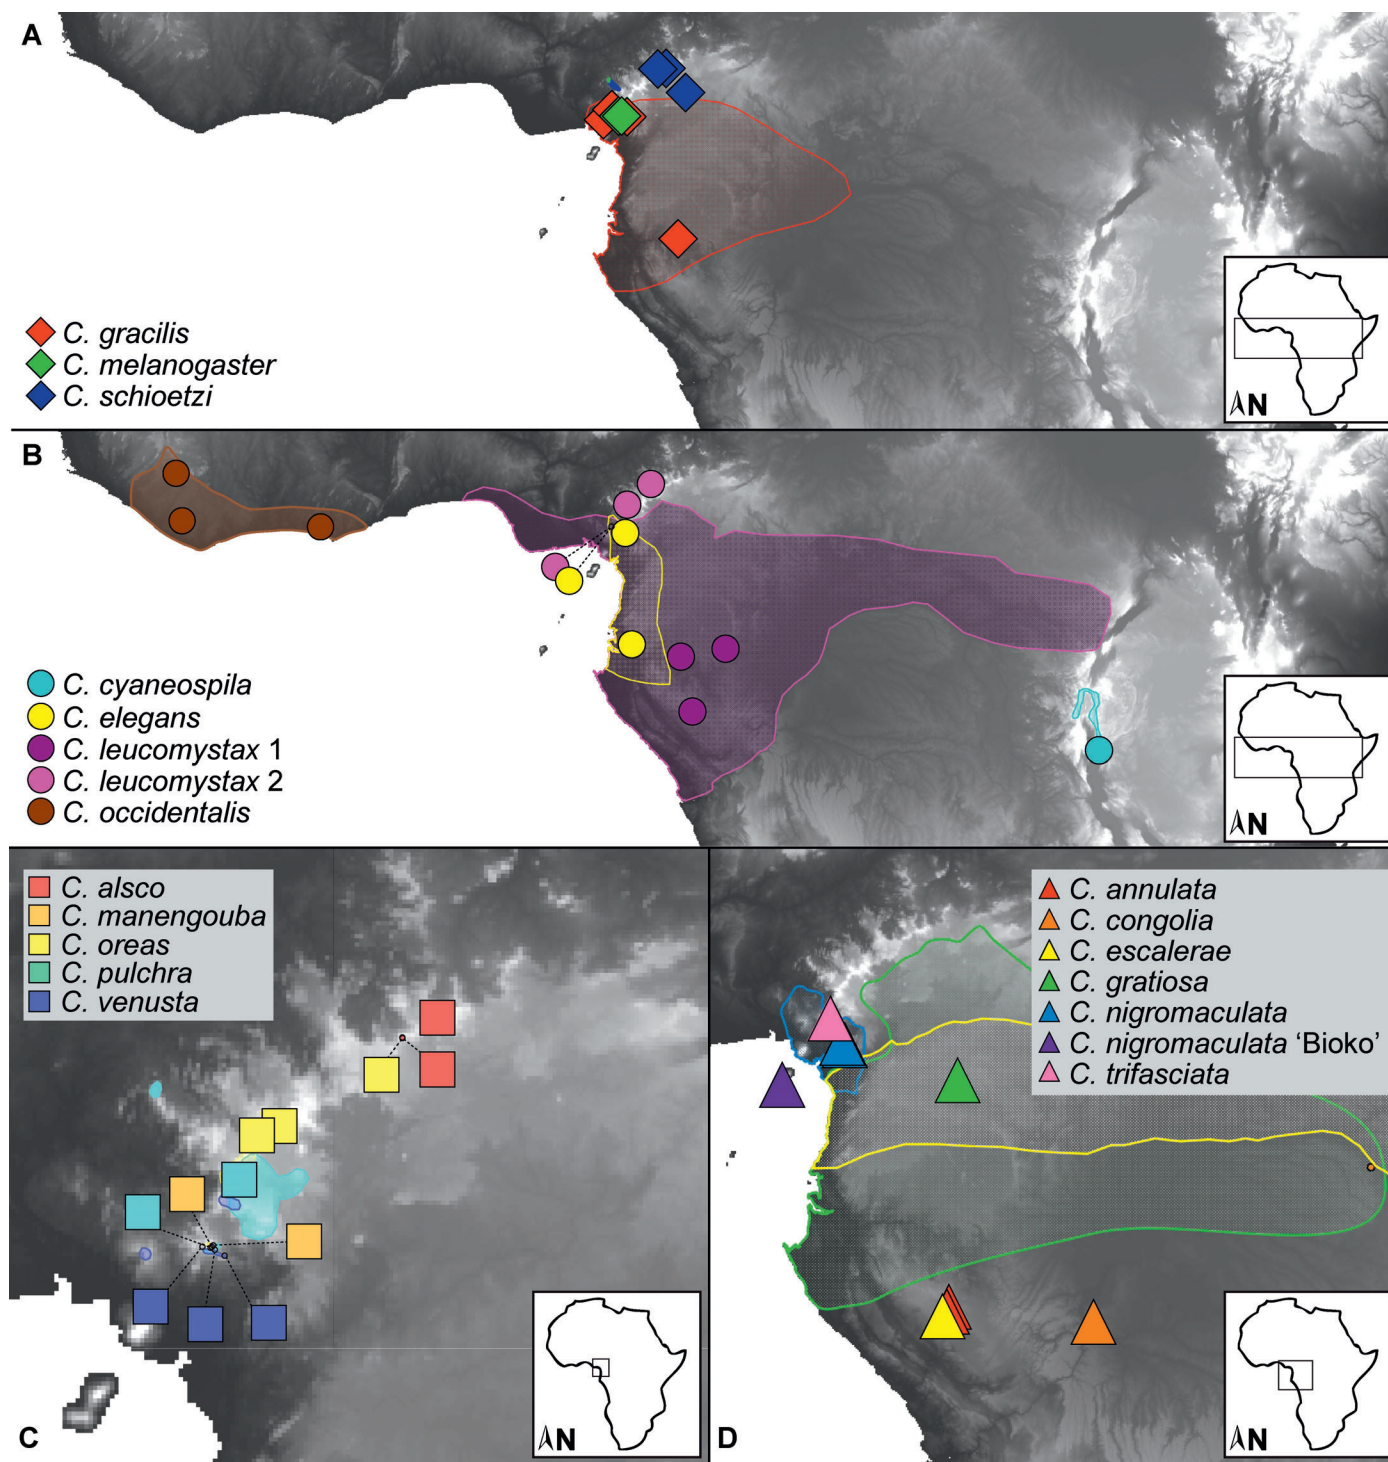 A
C. gracilis
C. melanogaster
C. schioetzi
N
B
C. cyaneospila
C. elegans
C. leucomystax 1
C. leucomystax 2
C. occidentalis
N
C. alsco
C. manengouba
C. oreas
C. pulchra
C. venusta
C
N
C. annulata
C. congolia
C. escalerae
C. gratiosa
C. nigromaculata
C. nigromaculata ‘Bioko’
C. trifasciata
D
N